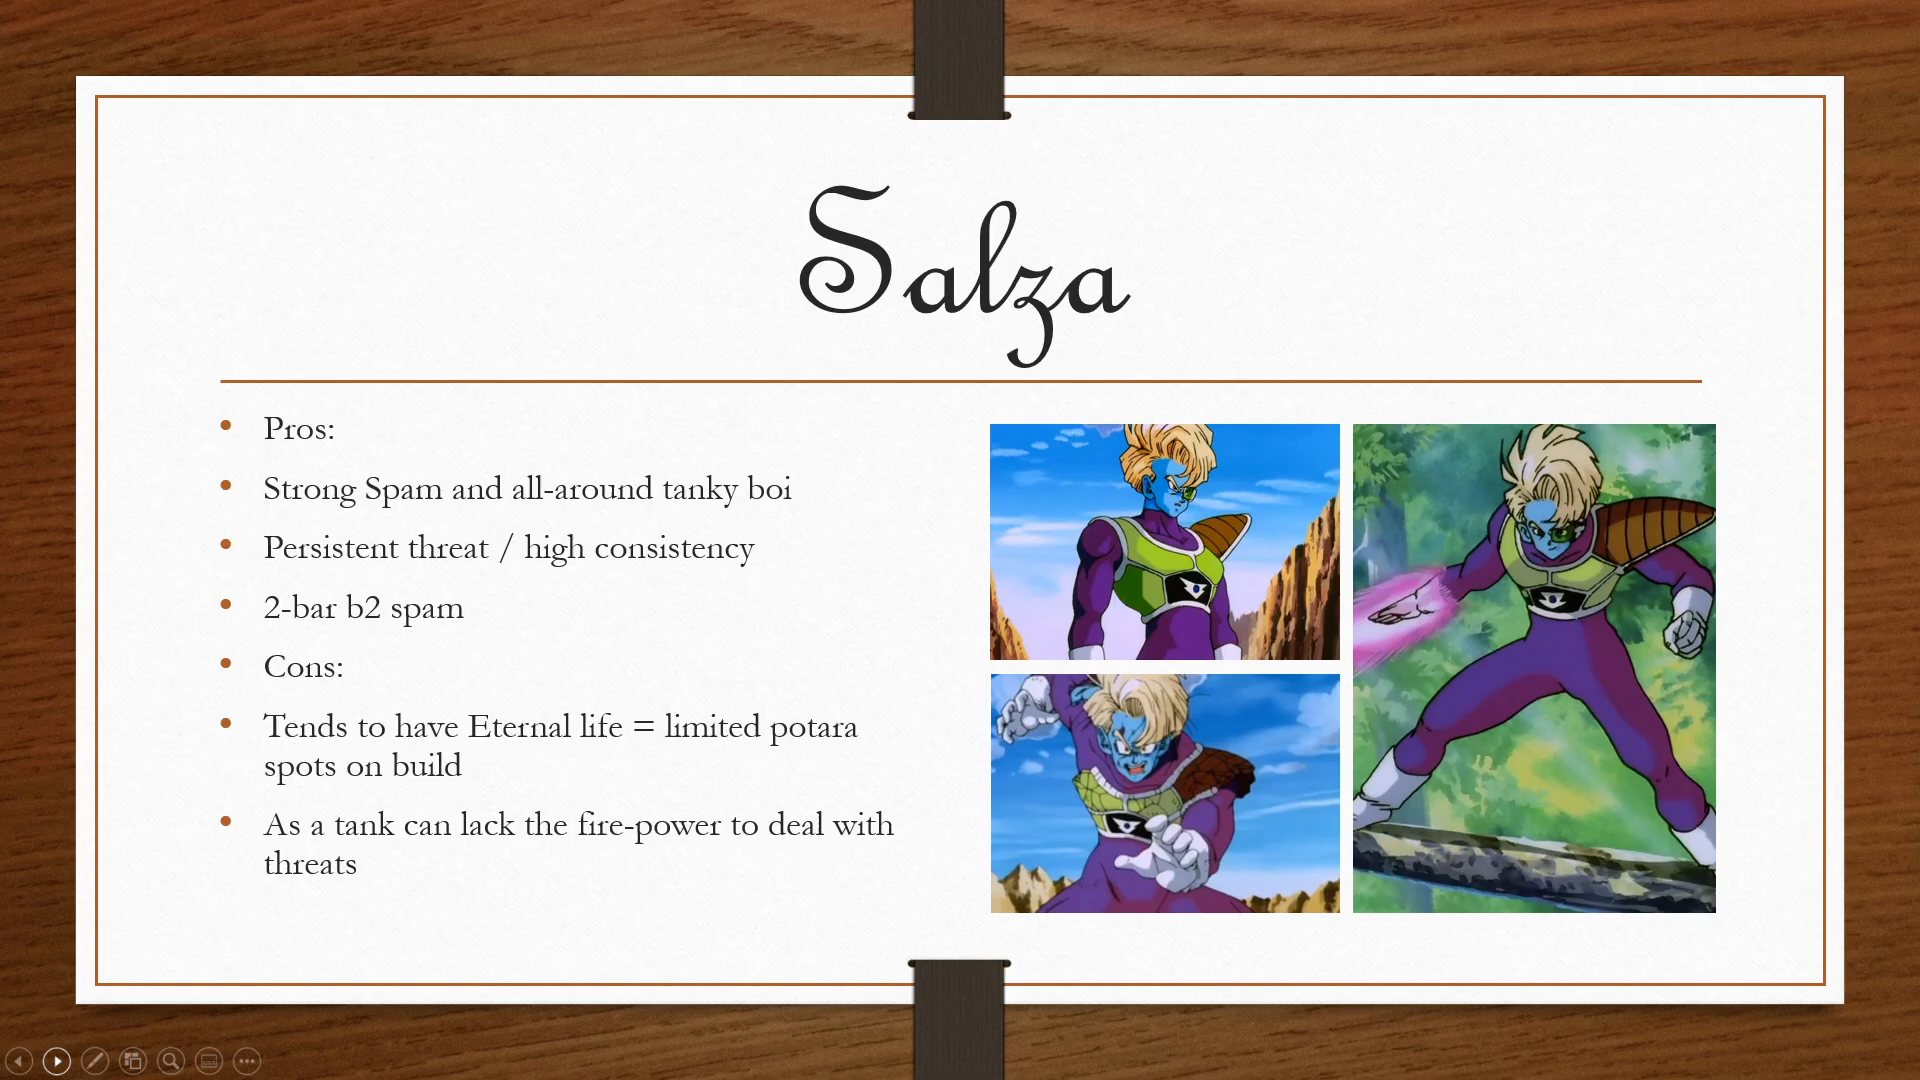 Salza
Pros:
Strong Spam and all-around tanky boi
Persistent threat / high consistency
2-bar b2 spam
Cons:
Tends to have Eternal life = limited potara
spots on build
As a tank can lack the fire-power to deal with
threats